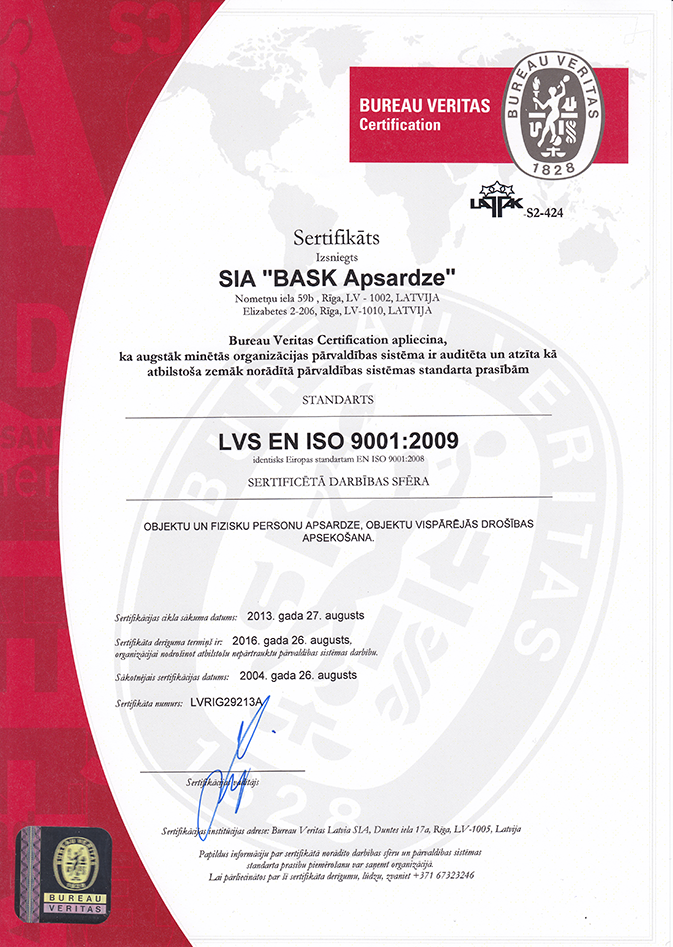 BUREAU VERITAS
Certification
BUREAU VERITAS
1828
LATAK
-S2-424
Sertifikāts
Izsniegts
SIA "BASK Apsardze"
Nometņu iela 59b , Rīga, LV - 1002, LATVIJA
Elizabetes 2-206, Rīga, LV-1010, LATVIJA
Bureau Veritas Certification apliecina,
ka augstāk minētās organizācijas pārvaldības sistēma ir auditēta un atzīta kā
atbilstoša zemāk norādītā pārvaldības sistēmas standarta prasībām
STANDARTS
LVS EN ISO 9001:2009
identisks Eiropas standartam EN ISO 9001:2008
SERTIFICĒTĀ DARBĪBAS SFĒRA
OBJEKTU UN FIZISKU PERSONU APSARDZE, OBJEKTU VISPĀRĒJĀS DROŠĪBAS
APSEKOŠANA.
Sertifikācijas cikla sākuma datums: 2013. gada 27. augusts
Sertifikāta derīguma termiņš ir: 2016. gada 26. augusts,
organizācijai nodrošinot atbilstošu nepārtrauktu pārvaldības sistēmas darbību.
Sākotnējais sertifikācijas datums: 2004. gada 26. augusts
Sertifikāta numurs: LVRIG29213A
Sertifikācijas vadītājs
Sertifikācijas institūcijas adrese: Bureau Veritas Latvia SIA, Duntes iela 17a, Rīga, LV-1005, Latvija
Papildus informāciju par sertifikātā norādīto darbības sfēru un pārvaldības sistēmas
standarta prasību piemērošanu var saņemt organizācijā.
Lai pārliecinātos par šī sertifikāta derīgumu, lūdzu, zvaniet +371 67323246
BUREAU VERITAS
1828
BUREAU
VERITAS